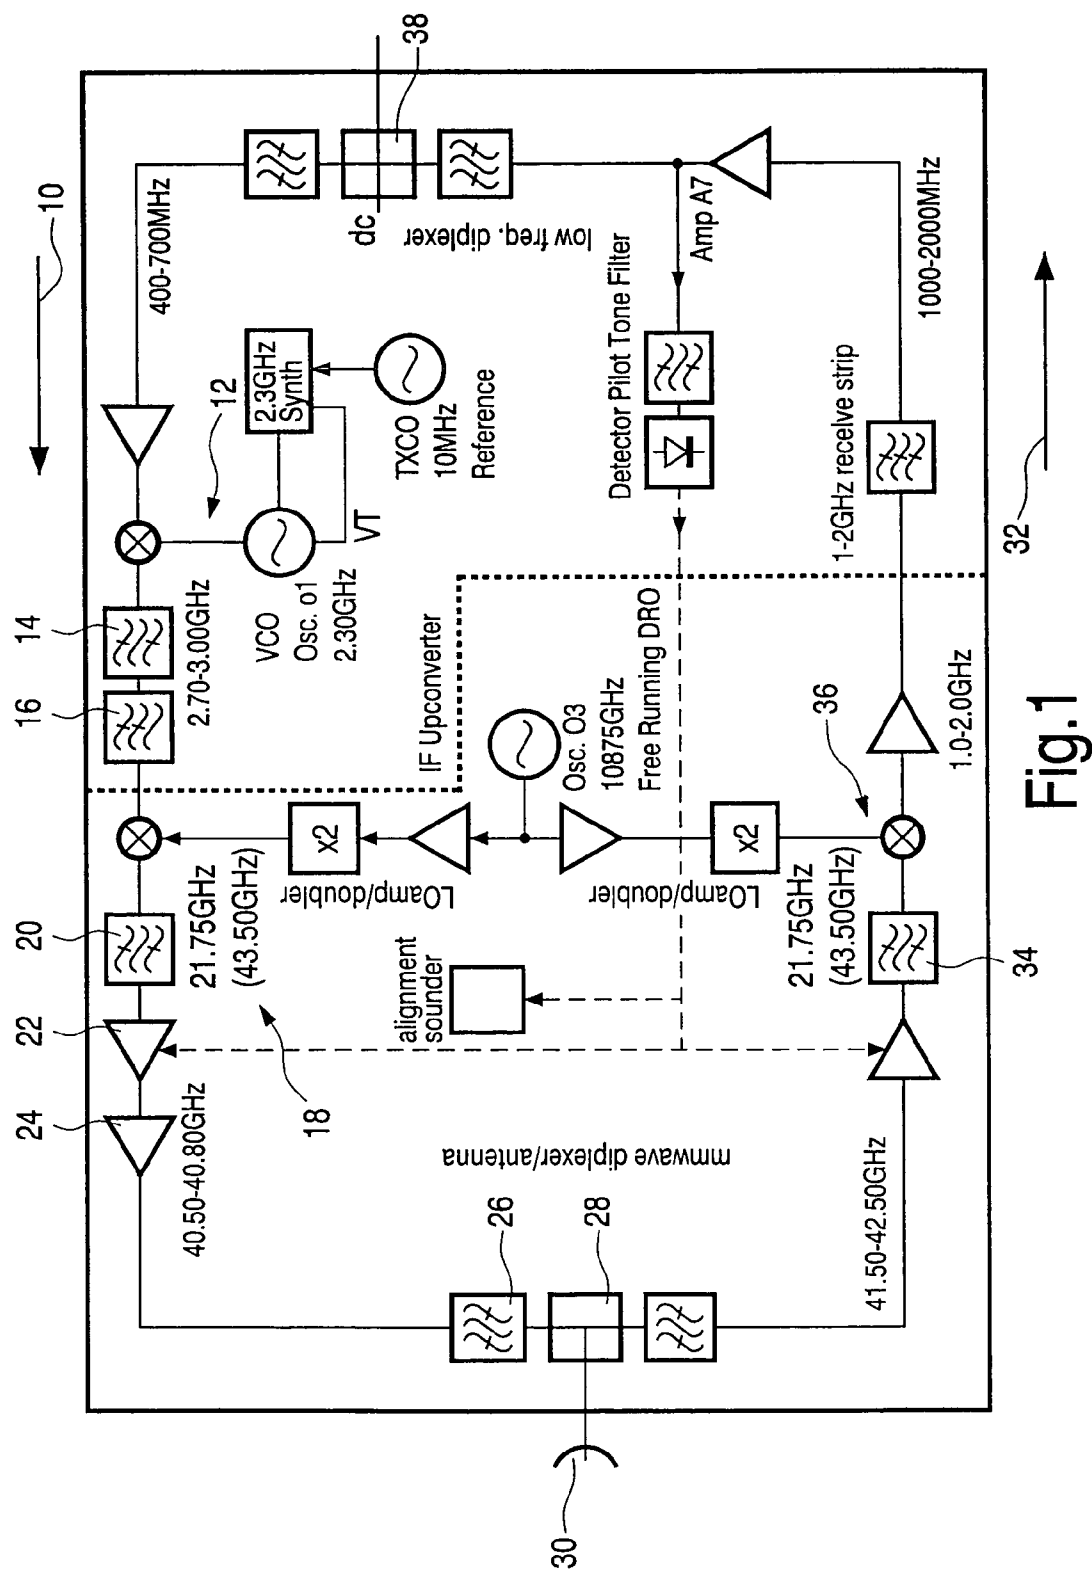 10
400-700MHz
38
dc
low freq. diplexer
12
2.3GHz
Synth
TXCO
10MHz
Reference
VT
VCO
Osc. o1
2.30GHz
14
16
2.70-3.00GHz
IF Upconverter
Amp A7
Detector Pilot Tone Filter
1000-2000MHz
1-2GHz receive strip
32
Osc. O3
10875GHz
Free Running DRO
x2
LOamp/doubler
x2
LOamp/doubler
36
1.0-2.0GHz
20
21.75GHz
(43.50GHz)
21.75GHz
(43.50GHz)
34
22
24
18
alignment
sounder
40.50-40.80GHz
mmwave diplexer/antenna
26
28
41.50-42.50GHz
30
Fig.1